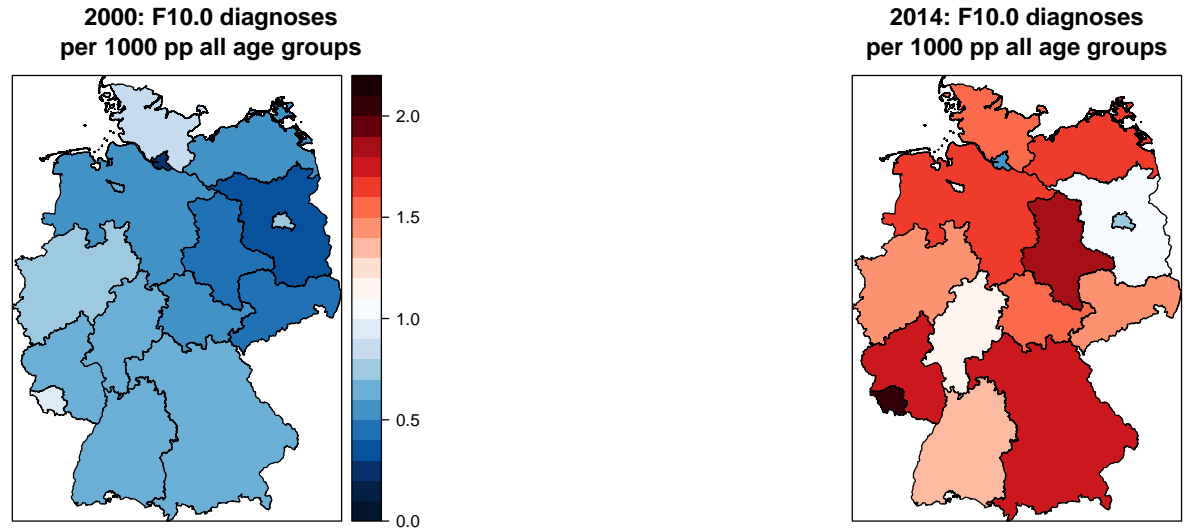 2000: F10.0 diagnoses
per 1000 pp all age groups
2014: F10.0 diagnoses
per 1000 pp all age groups
2.0
1.5
1.0
0.5
0.0